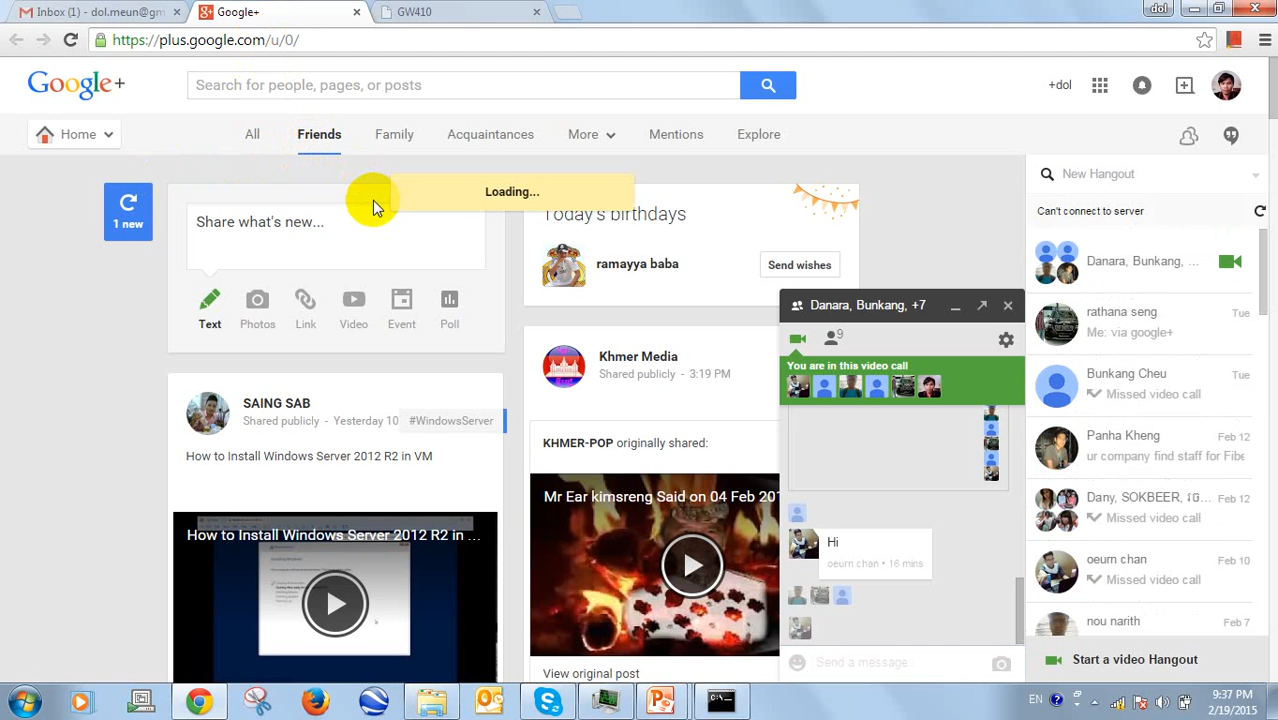 Inbox (1) - dol.meun@gm
Google+
GW410
dol
https://plus.google.com/u/0/
Google+
Search for people, pages, or posts
+dol
Home
All
Friends
Family
Acquaintances
More
Mentions
Explore
1 new
Share what's new...
Text
Photos
Link
Video
Event
Poll
Loading...
Today's birthdays
ramayya baba
Send wishes
Khmer Media
Shared publicly - 3:19 PM
KHMER-POP originally shared:
Mr Ear kimsreng Said on 04 Feb 201
View original post
SAING SAB
Shared publicly - Yesterday 10
#WindowsServer
How to Install Windows Server 2012 R2 in VM
How to Install Windows Server 2012 R2 in ...
Danara, Bunkang, +7
9
You are in this video call
Hi
oeurn chan • 16 mins
Send a message
New Hangout
Can't connect to server
Danara, Bunkang, ...
rathana seng
Tue
Me: via google+
Bunkang Cheu
Tue
Missed video call
Panha Kheng
Feb 12
ur company find staff for Fibe
Dany, SOKBEER, ...
Feb 12
Missed video call
oeurn chan
Feb 10
Missed video call
nou narith
Feb 7
Start a video Hangout
EN
9:37 PM
2/19/2015